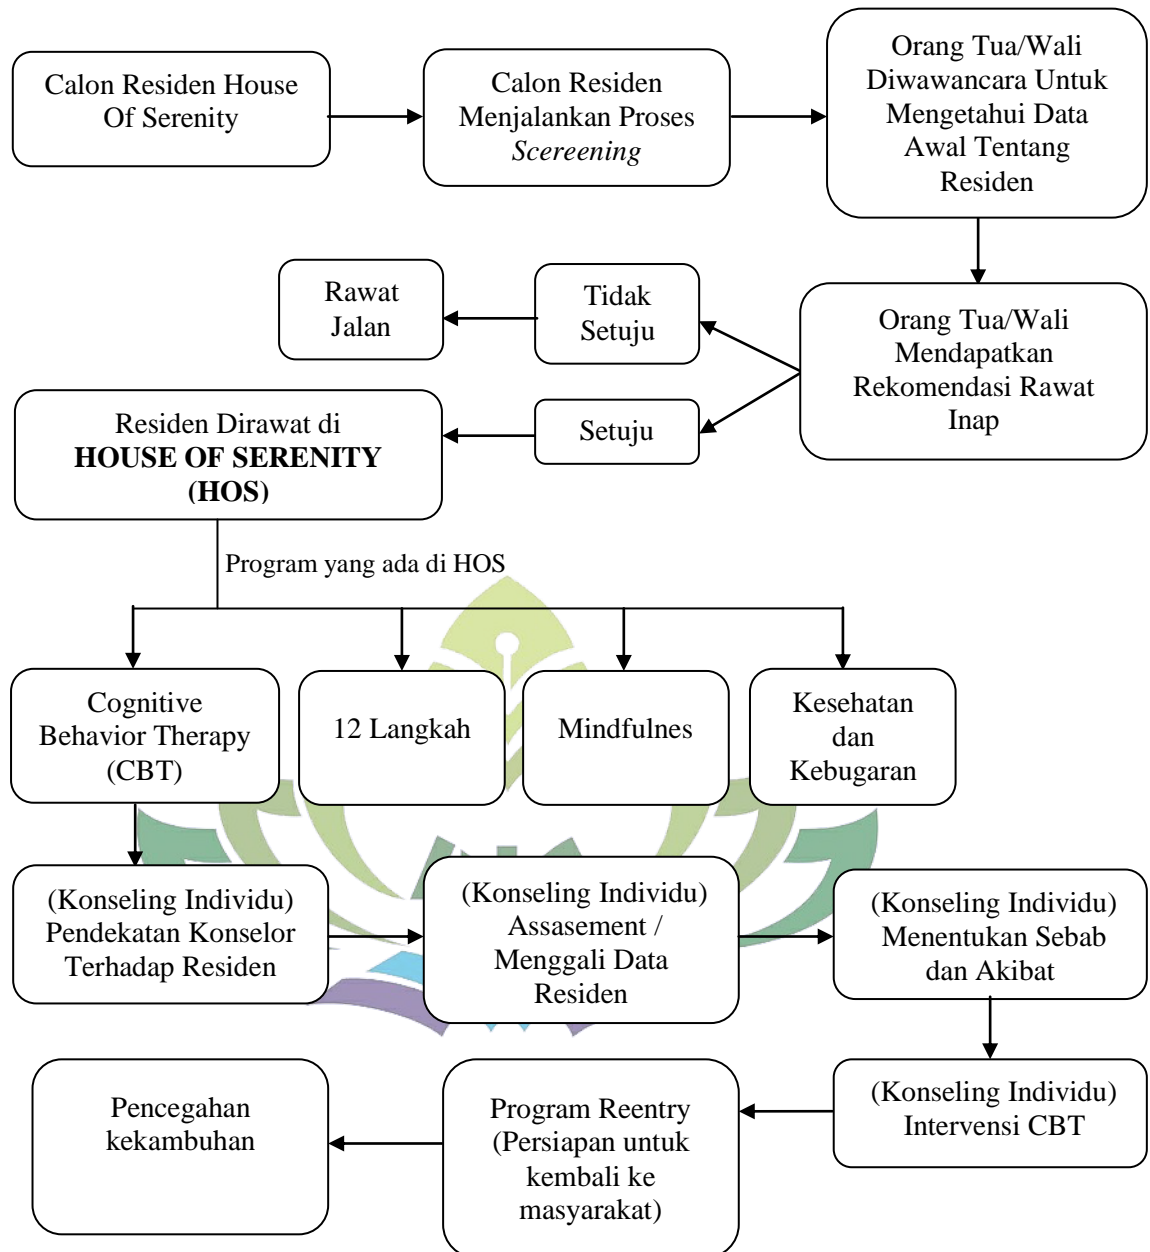 Calon Residen House
Of Serenity
Calon Residen
Menjalankan Proses
Scereening
Orang Tua/Wali
Diwawancara Untuk
Mengetahui Data
Awal Tentang
Residen
Rawat
Jalan
Tidak
Setuju
Orang Tua/Wali
Mendapatkan
Rekomendasi Rawat
Inap
Residen Dirawat di
HOUSE OF SERENITY
(HOS)
Setuju
Program yang ada di HOS
Cognitive
Behavior Therapy
(CBT)
12 Langkah
Mindfulnes
Kesehatan
dan
Kebugaran
(Konseling Individu)
Pendekatan Konselor
Terhadap Residen
(Konseling Individu)
Assasement /
Menggali Data
Residen
(Konseling Individu)
Menentukan Sebab
dan Akibat
Pencegahan
kekambuhan
Program Reentry
(Persiapan untuk
kembali ke
masyarakat)
(Konseling Individu)
Intervensi CBT